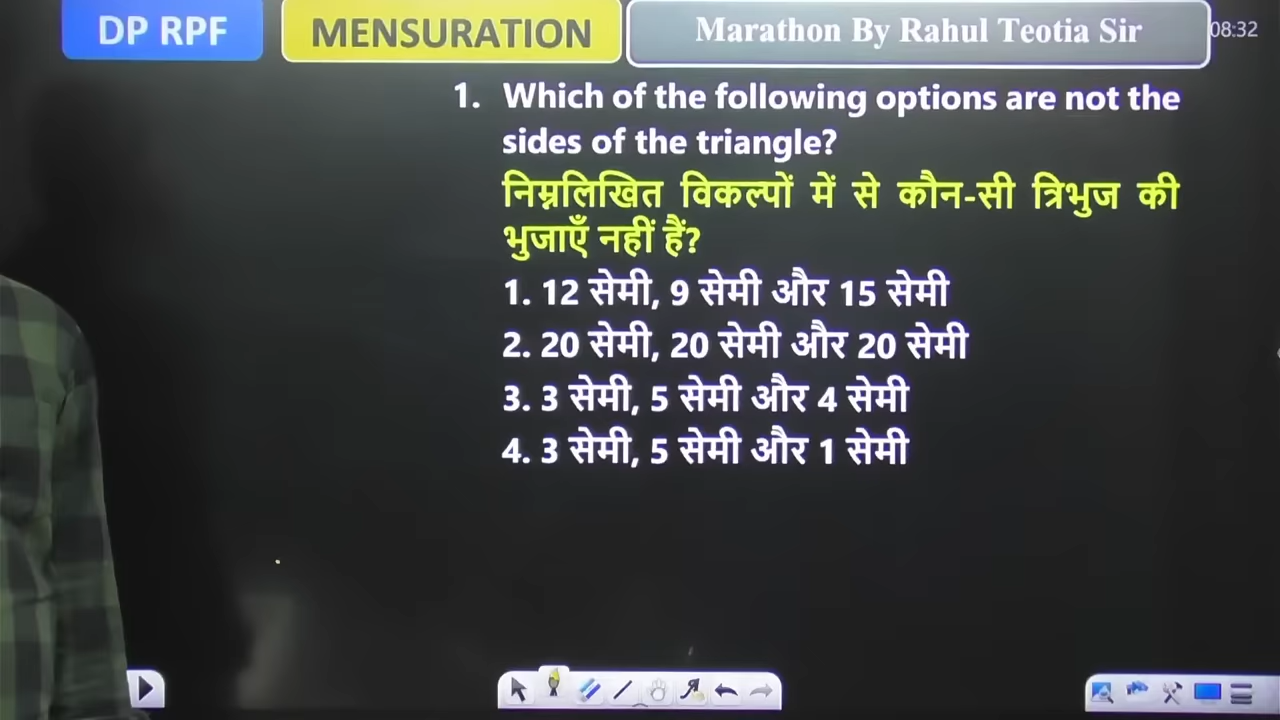 DP RPF
MENSURATION
Marathon By Rahul Teotia Sir
08:32
1. Which of the following options are not the
sides of the triangle?
निम्नलिखित विकल्पों में से कौन-सी त्रिभुज की
भुजाएँ नहीं हैं?
1. 12 सेमी, 9 सेमी और 15 सेमी
2. 20 सेमी, 20 सेमी और 20 सेमी
3. 3 सेमी, 5 सेमी और 4 सेमी
4. 3 सेमी, 5 सेमी और 1 सेमी